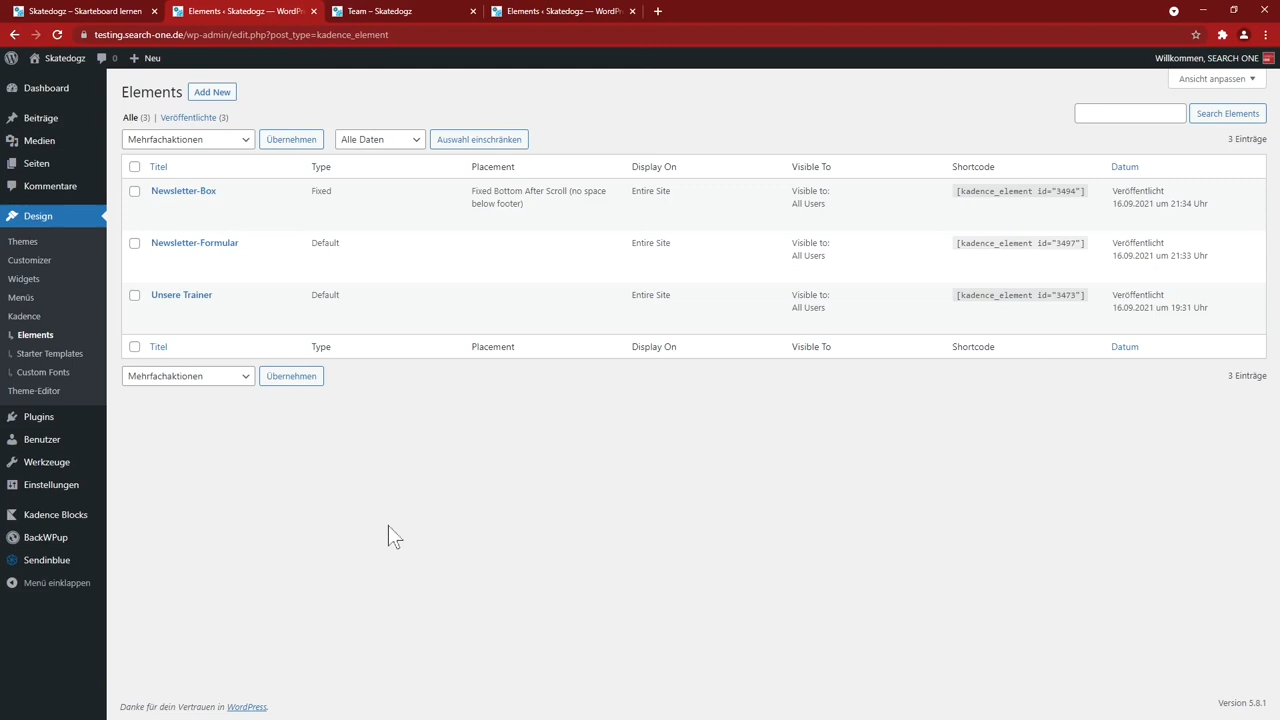 Skatedogz – Skarteboard lernen
Elements ‹ Skatedogz — WordPr
Team – Skatedogz
Elements ‹ Skatedogz — WordPr
testing.search-one.de/wp-admin/edit.php?post_type=kadence_element
Skatedogz
0
Neu
Willkommen, SEARCH ONE
Dashboard
Beiträge
Medien
Seiten
Kommentare
Design
Themes
Customizer
Widgets
Menüs
Kadence
Elements
Starter Templates
Custom Fonts
Theme-Editor
Plugins
Benutzer
Werkzeuge
Einstellungen
Kadence Blocks
BackWPup
Sendinblue
Menü einklappen
Ansicht anpassen
Elements Add New
Alle (3) | Veröffentlichte (3)
Search Elements
Mehrfachaktionen Übernehmen Alle Daten Auswahl einschränken 3 Einträge
Titel Type Placement Display On Visible To Shortcode Datum
Newsletter-Box Fixed Fixed Bottom After Scroll (no space Entire Site Visible to: [kadence_element id="3494"] Veröffentlicht
below footer) All Users 16.09.2021 um 21:34 Uhr
Newsletter-Formular Default Entire Site Visible to: [kadence_element id="3497"] Veröffentlicht
All Users 16.09.2021 um 21:33 Uhr
Unsere Trainer Default Entire Site Visible to: [kadence_element id="3473"] Veröffentlicht
All Users 16.09.2021 um 19:31 Uhr
Titel Type Placement Display On Visible To Shortcode Datum
Mehrfachaktionen Übernehmen 3 Einträge
Danke für dein Vertrauen in WordPress.
Version 5.8.1